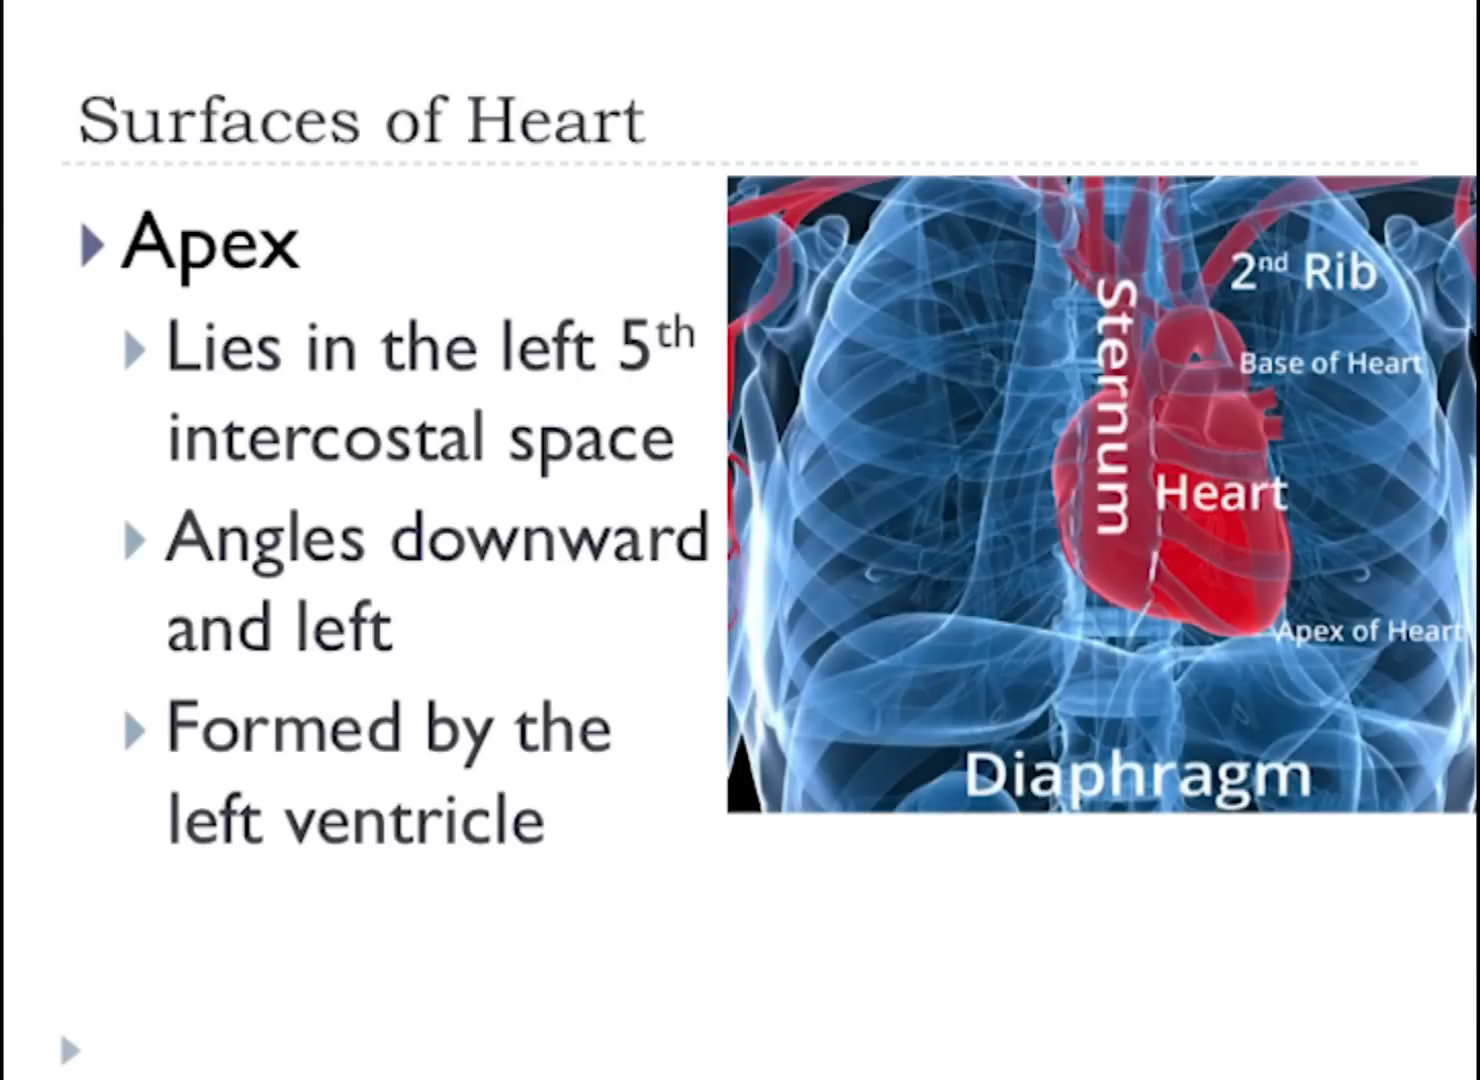 Surfaces of Heart
Apex
Lies in the left 5th
intercostal space
Angles downward
and left
Formed by the
left ventricle
2nd Rib
Sternum
Base of Heart
Heart
Apex of Heart
Diaphragm